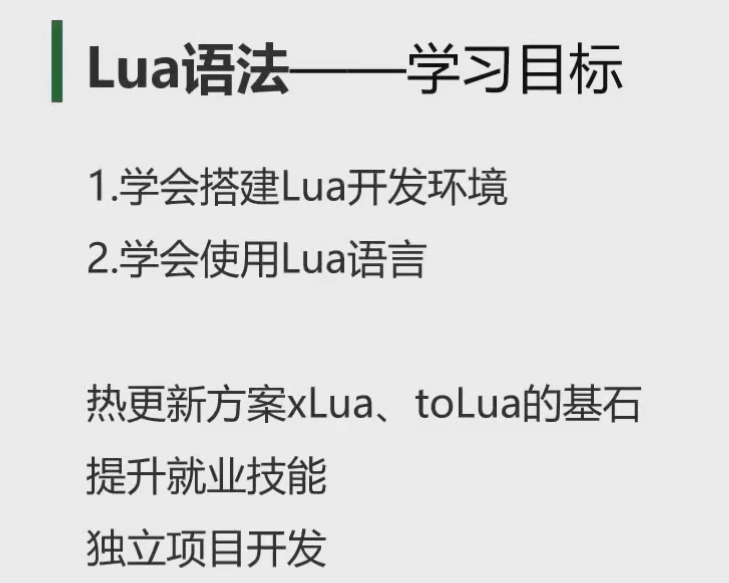 Lua语法——学习目标
1.学会搭建Lua开发环境
2.学会使用Lua语言
热更新方案xLua、toLua的基石
提升就业技能
独立项目开发